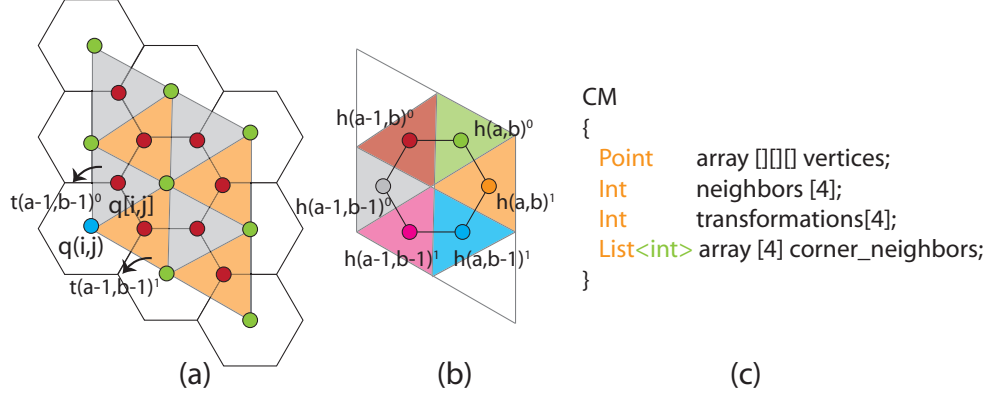 t(a-1,b-1)⁰
q[i,j]
q(i,j)
t(a-1,b-1)¹
(a)
h(a-1,b)⁰
h(a,b)⁰
h(a-1,b-1)⁰
h(a,b)¹
h(a-1,b-1)¹
h(a,b-1)¹
(b)
CM
{
Point array [][][] vertices;
Int neighbors [4];
Int transformations[4];
List<int> array [4] corner_neighbors;
}
(c)